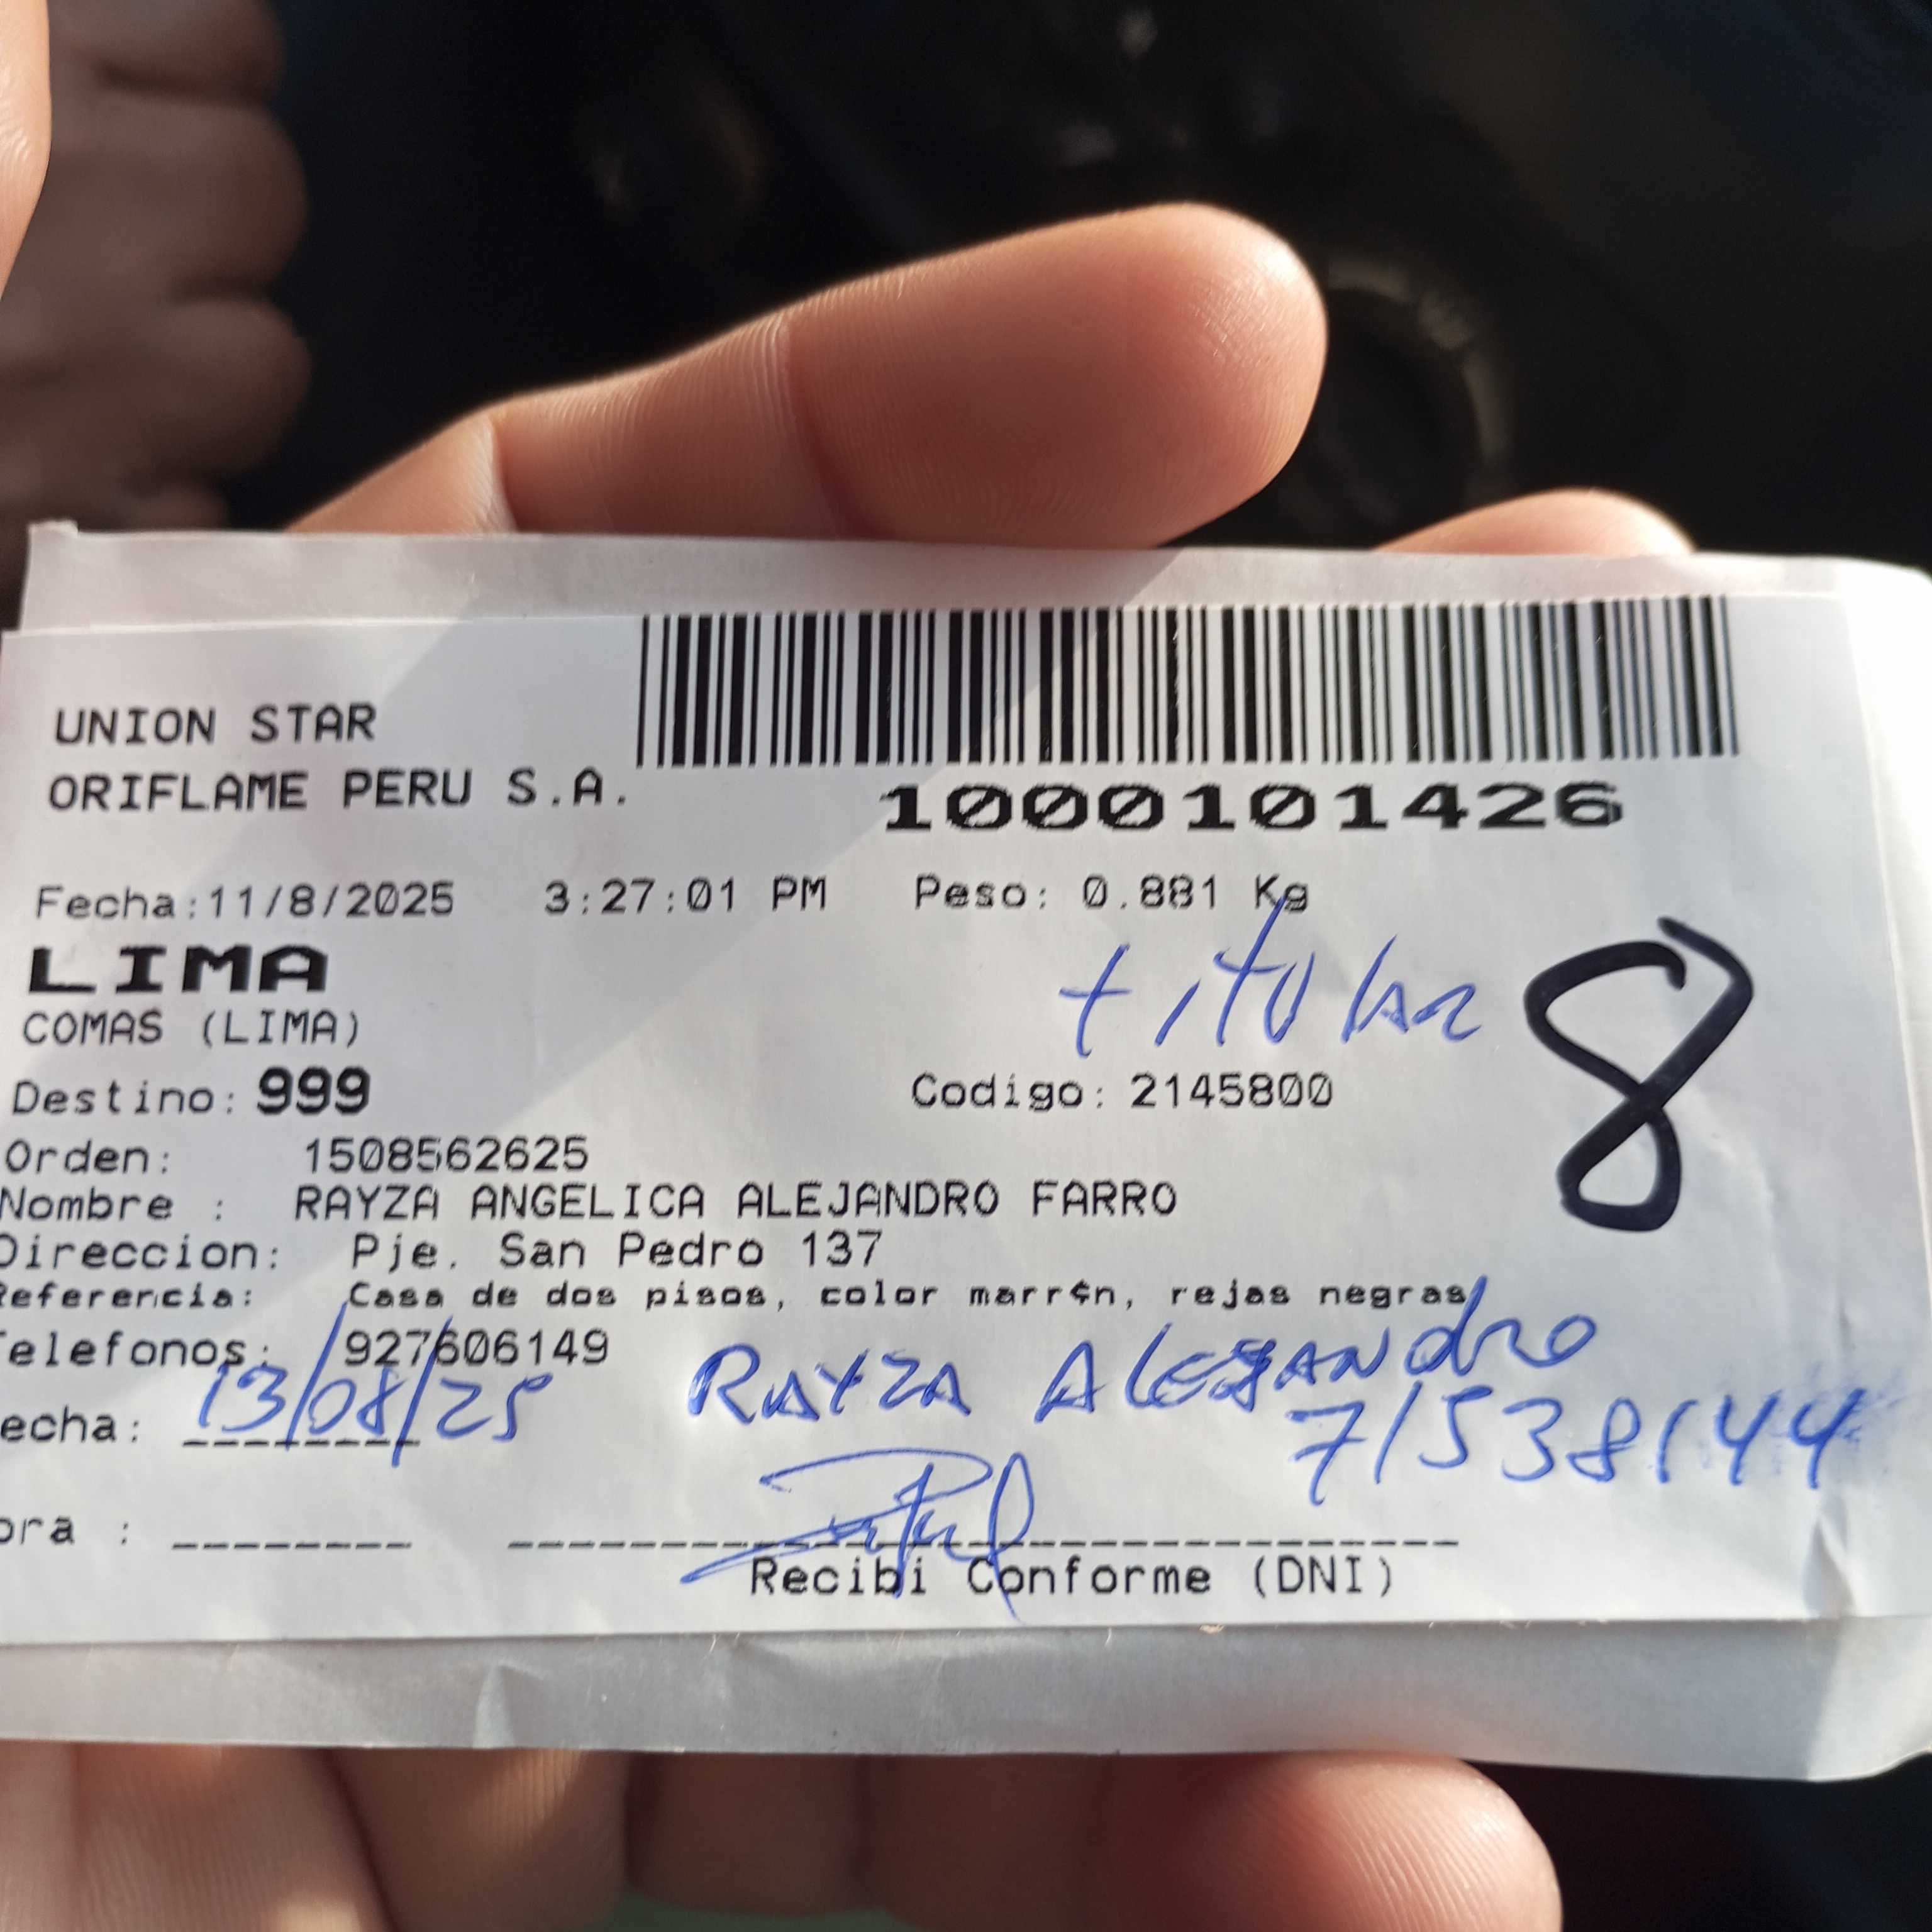 UNION STAR
ORIFLAME PERU S.A.
1000101426
Fecha:11/8/2025 3:27:01 PM Peso: 0.881 Kg
LIMA
titular
8
COMAS (LIMA)
Destino: 999 Codigo: 2145800
Orden: 1508562625
Nombre : RAYZA ANGELICA ALEJANDRO FARRO
Direccion: Pje. San Pedro 137
Referencia: Casa de dos pisos, color marr¢n, rejas negras
Telefonos: 927606149
RAYZA ALEJANDRO
echa: 13/08/25
71538144
ora :
Recibi Conforme (DNI)